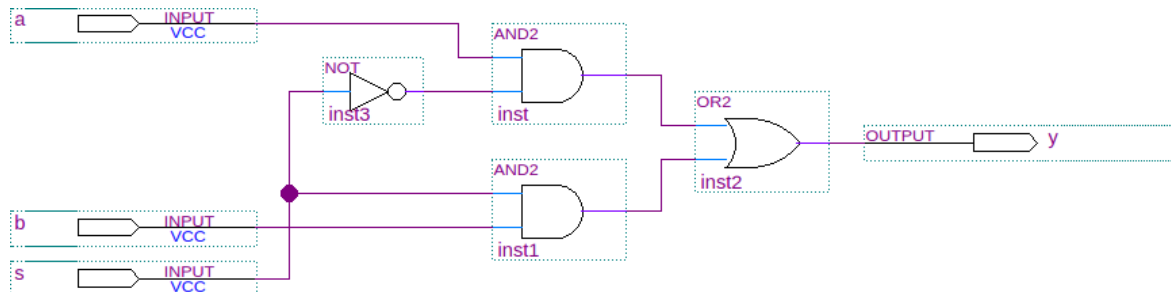 a
INPUT
VCC
AND2
NOT
inst3
inst
OR2
OUTPUT
y
inst2
AND2
b
INPUT
VCC
inst1
s
INPUT
VCC